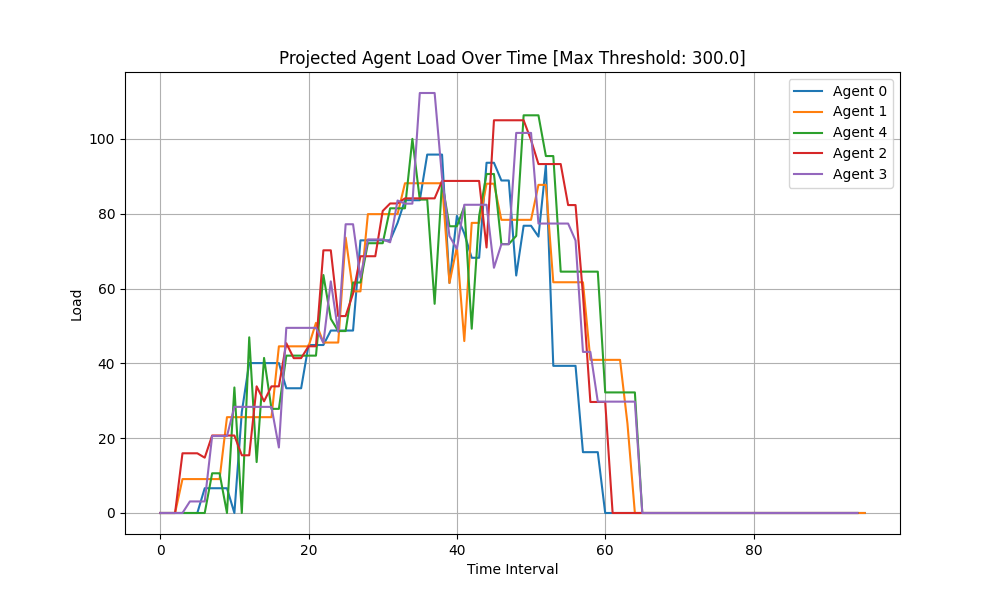 Projected Agent Load Over Time [Max Threshold: 300.0]
Agent 0
Agent 1
Agent 4
Agent 2
Agent 3
Load
100
80
60
40
20
0
0 20 40 60 80
Time Interval